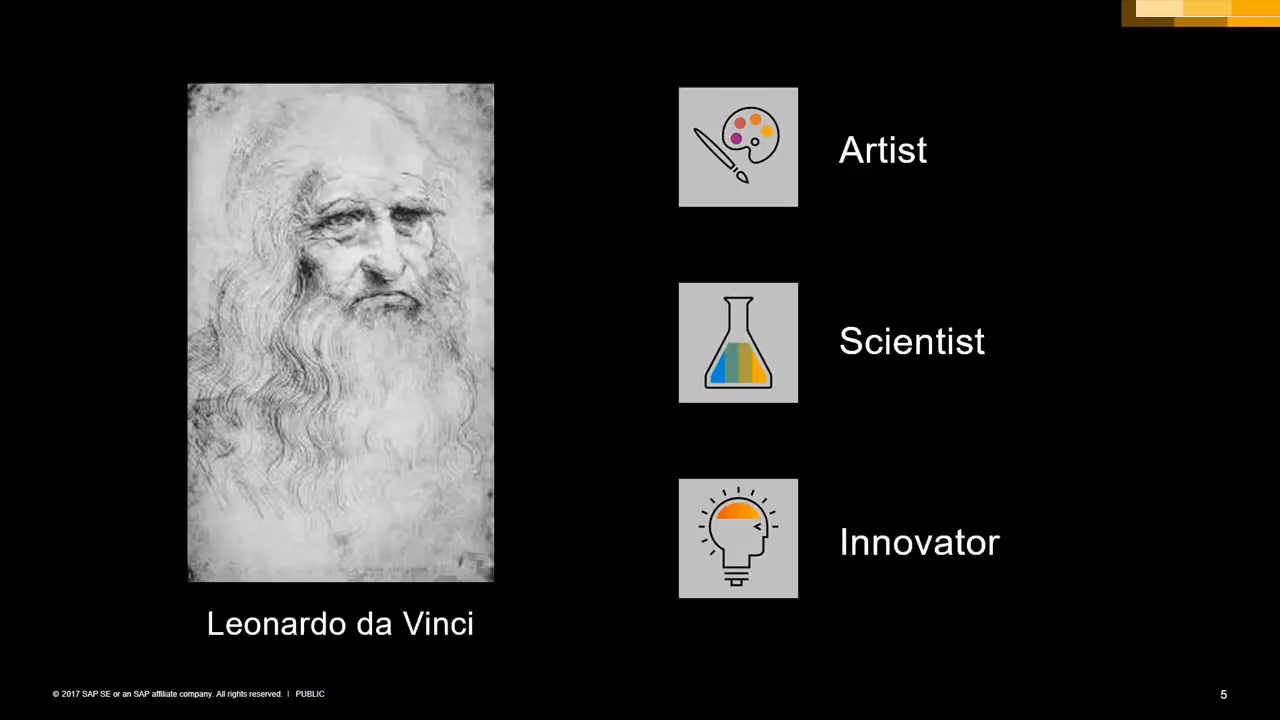 Artist
Scientist
Innovator
Leonardo da Vinci
© 2017 SAP SE or an SAP affiliate company. All rights reserved. | PUBLIC
5